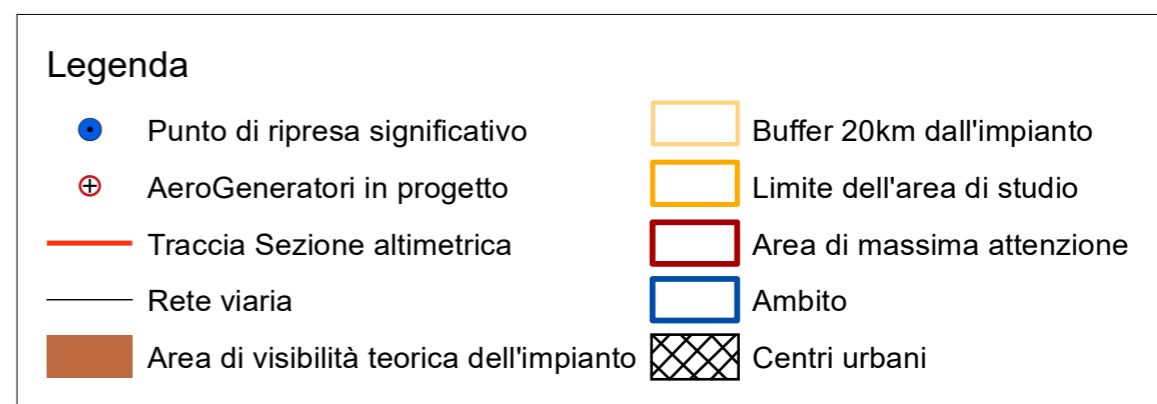 Legenda
Punto di ripresa significativo
AeroGeneratori in progetto
Traccia Sezione altimetrica
Rete viaria
Area di visibilità teorica dell'impianto
Buffer 20km dall'impianto
Limite dell'area di studio
Area di massima attenzione
Ambito
Centri urbani